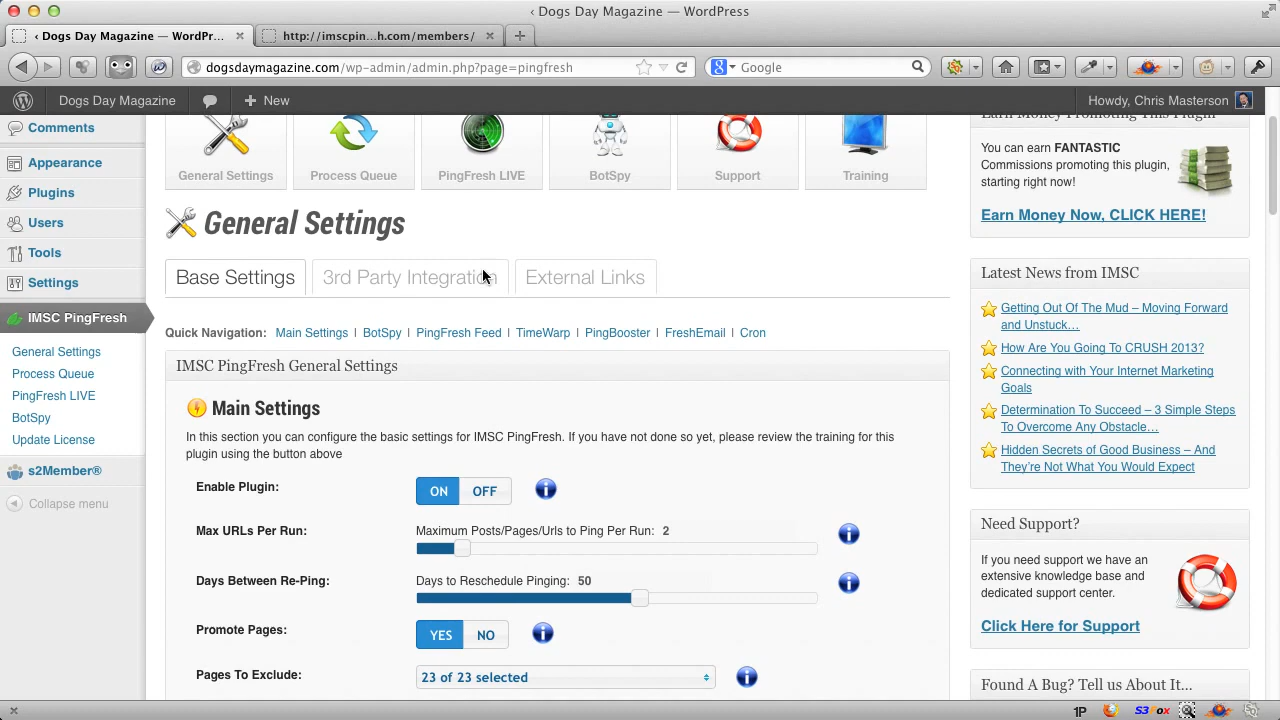 ‹ Dogs Day Magazine — WordPress
‹ Dogs Day Magazine — WordPr...
http://imscpin...h.com/members/
dogsdaymagazine.com/wp-admin/admin.php?page=pingfresh
Google
Dogs Day Magazine
New
Howdy, Chris Masterson
Comments
Appearance
Plugins
Users
Tools
Settings
IMSC PingFresh
General Settings
Process Queue
PingFresh LIVE
BotSpy
Update License
s2Member®
Collapse menu
General Settings
Process Queue
PingFresh LIVE
BotSpy
Support
Training
General Settings
Base Settings
3rd Party Integration
External Links
Quick Navigation: Main Settings | BotSpy | PingFresh Feed | TimeWarp | PingBooster | FreshEmail | Cron
IMSC PingFresh General Settings
Main Settings
In this section you can configure the basic settings for IMSC PingFresh. If you have not done so yet, please review the training for this
plugin using the button above
Enable Plugin: ON OFF
Max URLs Per Run: Maximum Posts/Pages/Urls to Ping Per Run: 2
Days Between Re-Ping: Days to Reschedule Pinging: 50
Promote Pages: YES NO
Pages To Exclude: 23 of 23 selected
Earn Money Promoting This Plugin
You can earn FANTASTIC
Commissions promoting this plugin,
starting right now!
Earn Money Now, CLICK HERE!
Latest News from IMSC
Getting Out Of The Mud – Moving Forward
and Unstuck...
How Are You Going To CRUSH 2013?
Connecting with Your Internet Marketing
Goals
Determination To Succeed – 3 Simple Steps
To Overcome Any Obstacle...
Hidden Secrets of Good Business – And
They're Not What You Would Expect
Need Support?
If you need support we have an
extensive knowledge base and
dedicated support center.
Click Here for Support
Found A Bug? Tell us About It...
1P
S3Fox